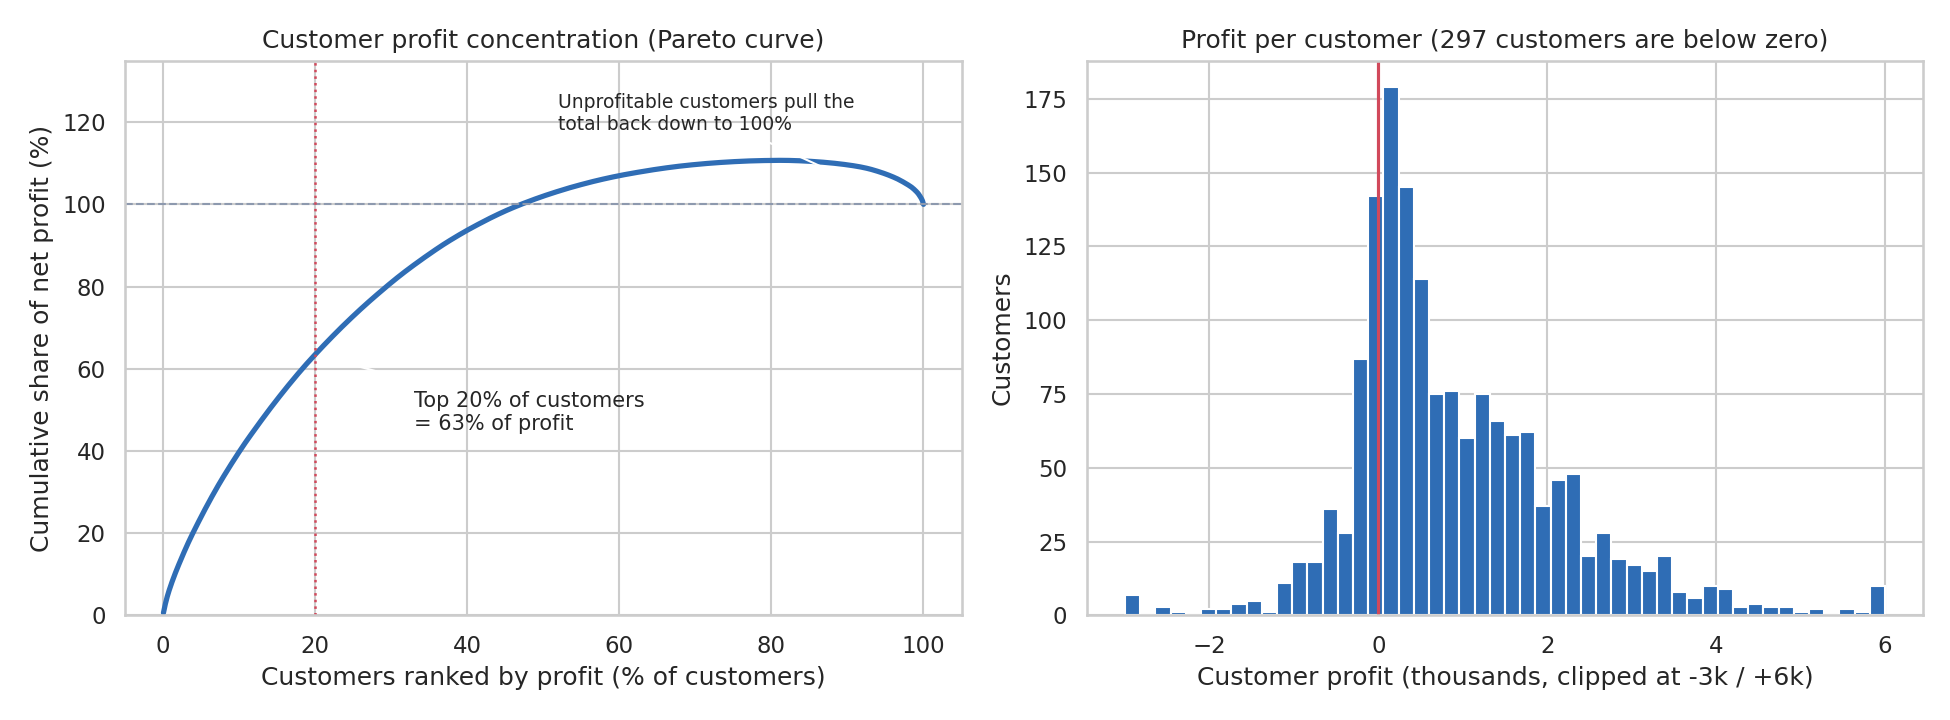 Customer profit concentration (Pareto curve)
Cumulative share of net profit (%)
120
100
80
60
40
20
0
Unprofitable customers pull the
total back down to 100%
Top 20% of customers
= 63% of profit
0 20 40 60 80 100
Customers ranked by profit (% of customers)
Profit per customer (297 customers are below zero)
Customers
175
150
125
100
75
50
25
0
−2 0 2 4 6
Customer profit (thousands, clipped at -3k / +6k)